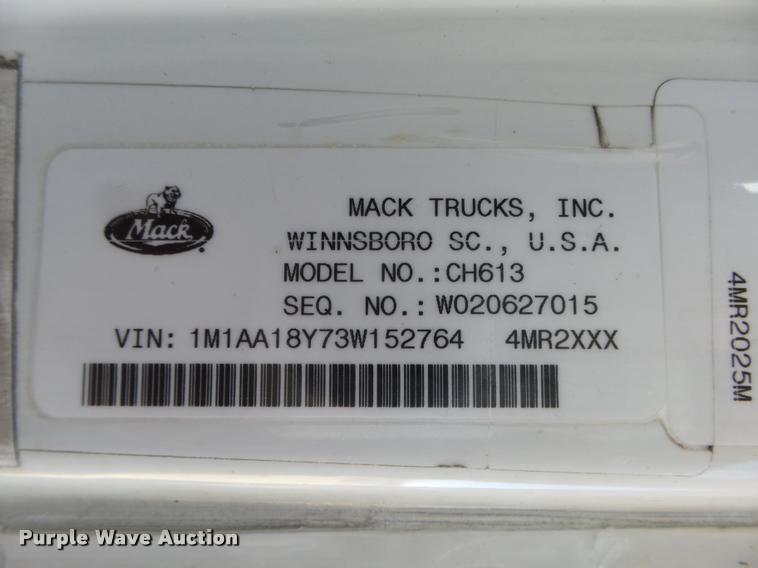 Mack
MACK TRUCKS, INC.
WINNSBORO SC., U.S.A.
MODEL NO.:CH613
SEQ. NO.: W020627015
VIN: 1M1AA18Y73W152764 4MR2XXX
4MR2025M
Purple Wave Auction